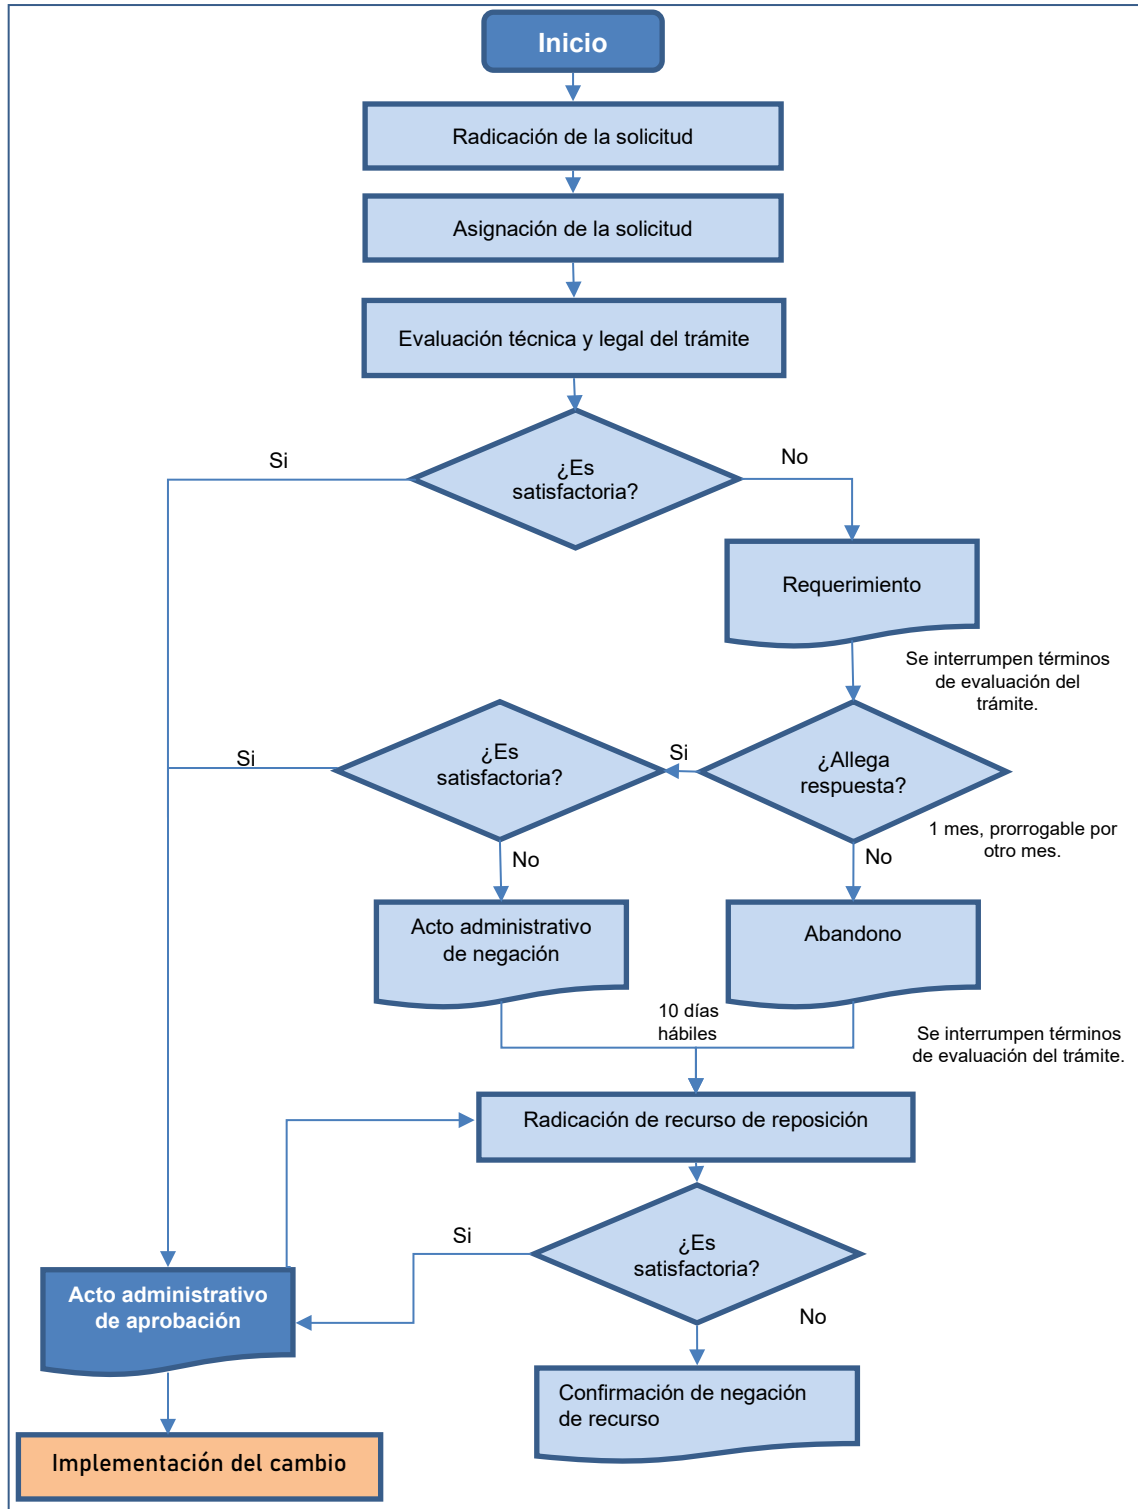 Inicio
Radicación de la solicitud
Asignación de la solicitud
Evaluación técnica y legal del trámite
¿Es
satisfactoria?
Si
No
Requerimiento
Se interrumpen términos
de evaluación del
trámite.
¿Allega
respuesta?
Si
¿Es
satisfactoria?
Si
1 mes, prorrogable por
otro mes.
No
No
Acto administrativo
de negación
Abandono
10 días
hábiles
Se interrumpen términos
de evaluación del trámite.
Radicación de recurso de reposición
¿Es
satisfactoria?
Si
No
Acto administrativo
de aprobación
Confirmación de negación
de recurso
Implementación del cambio